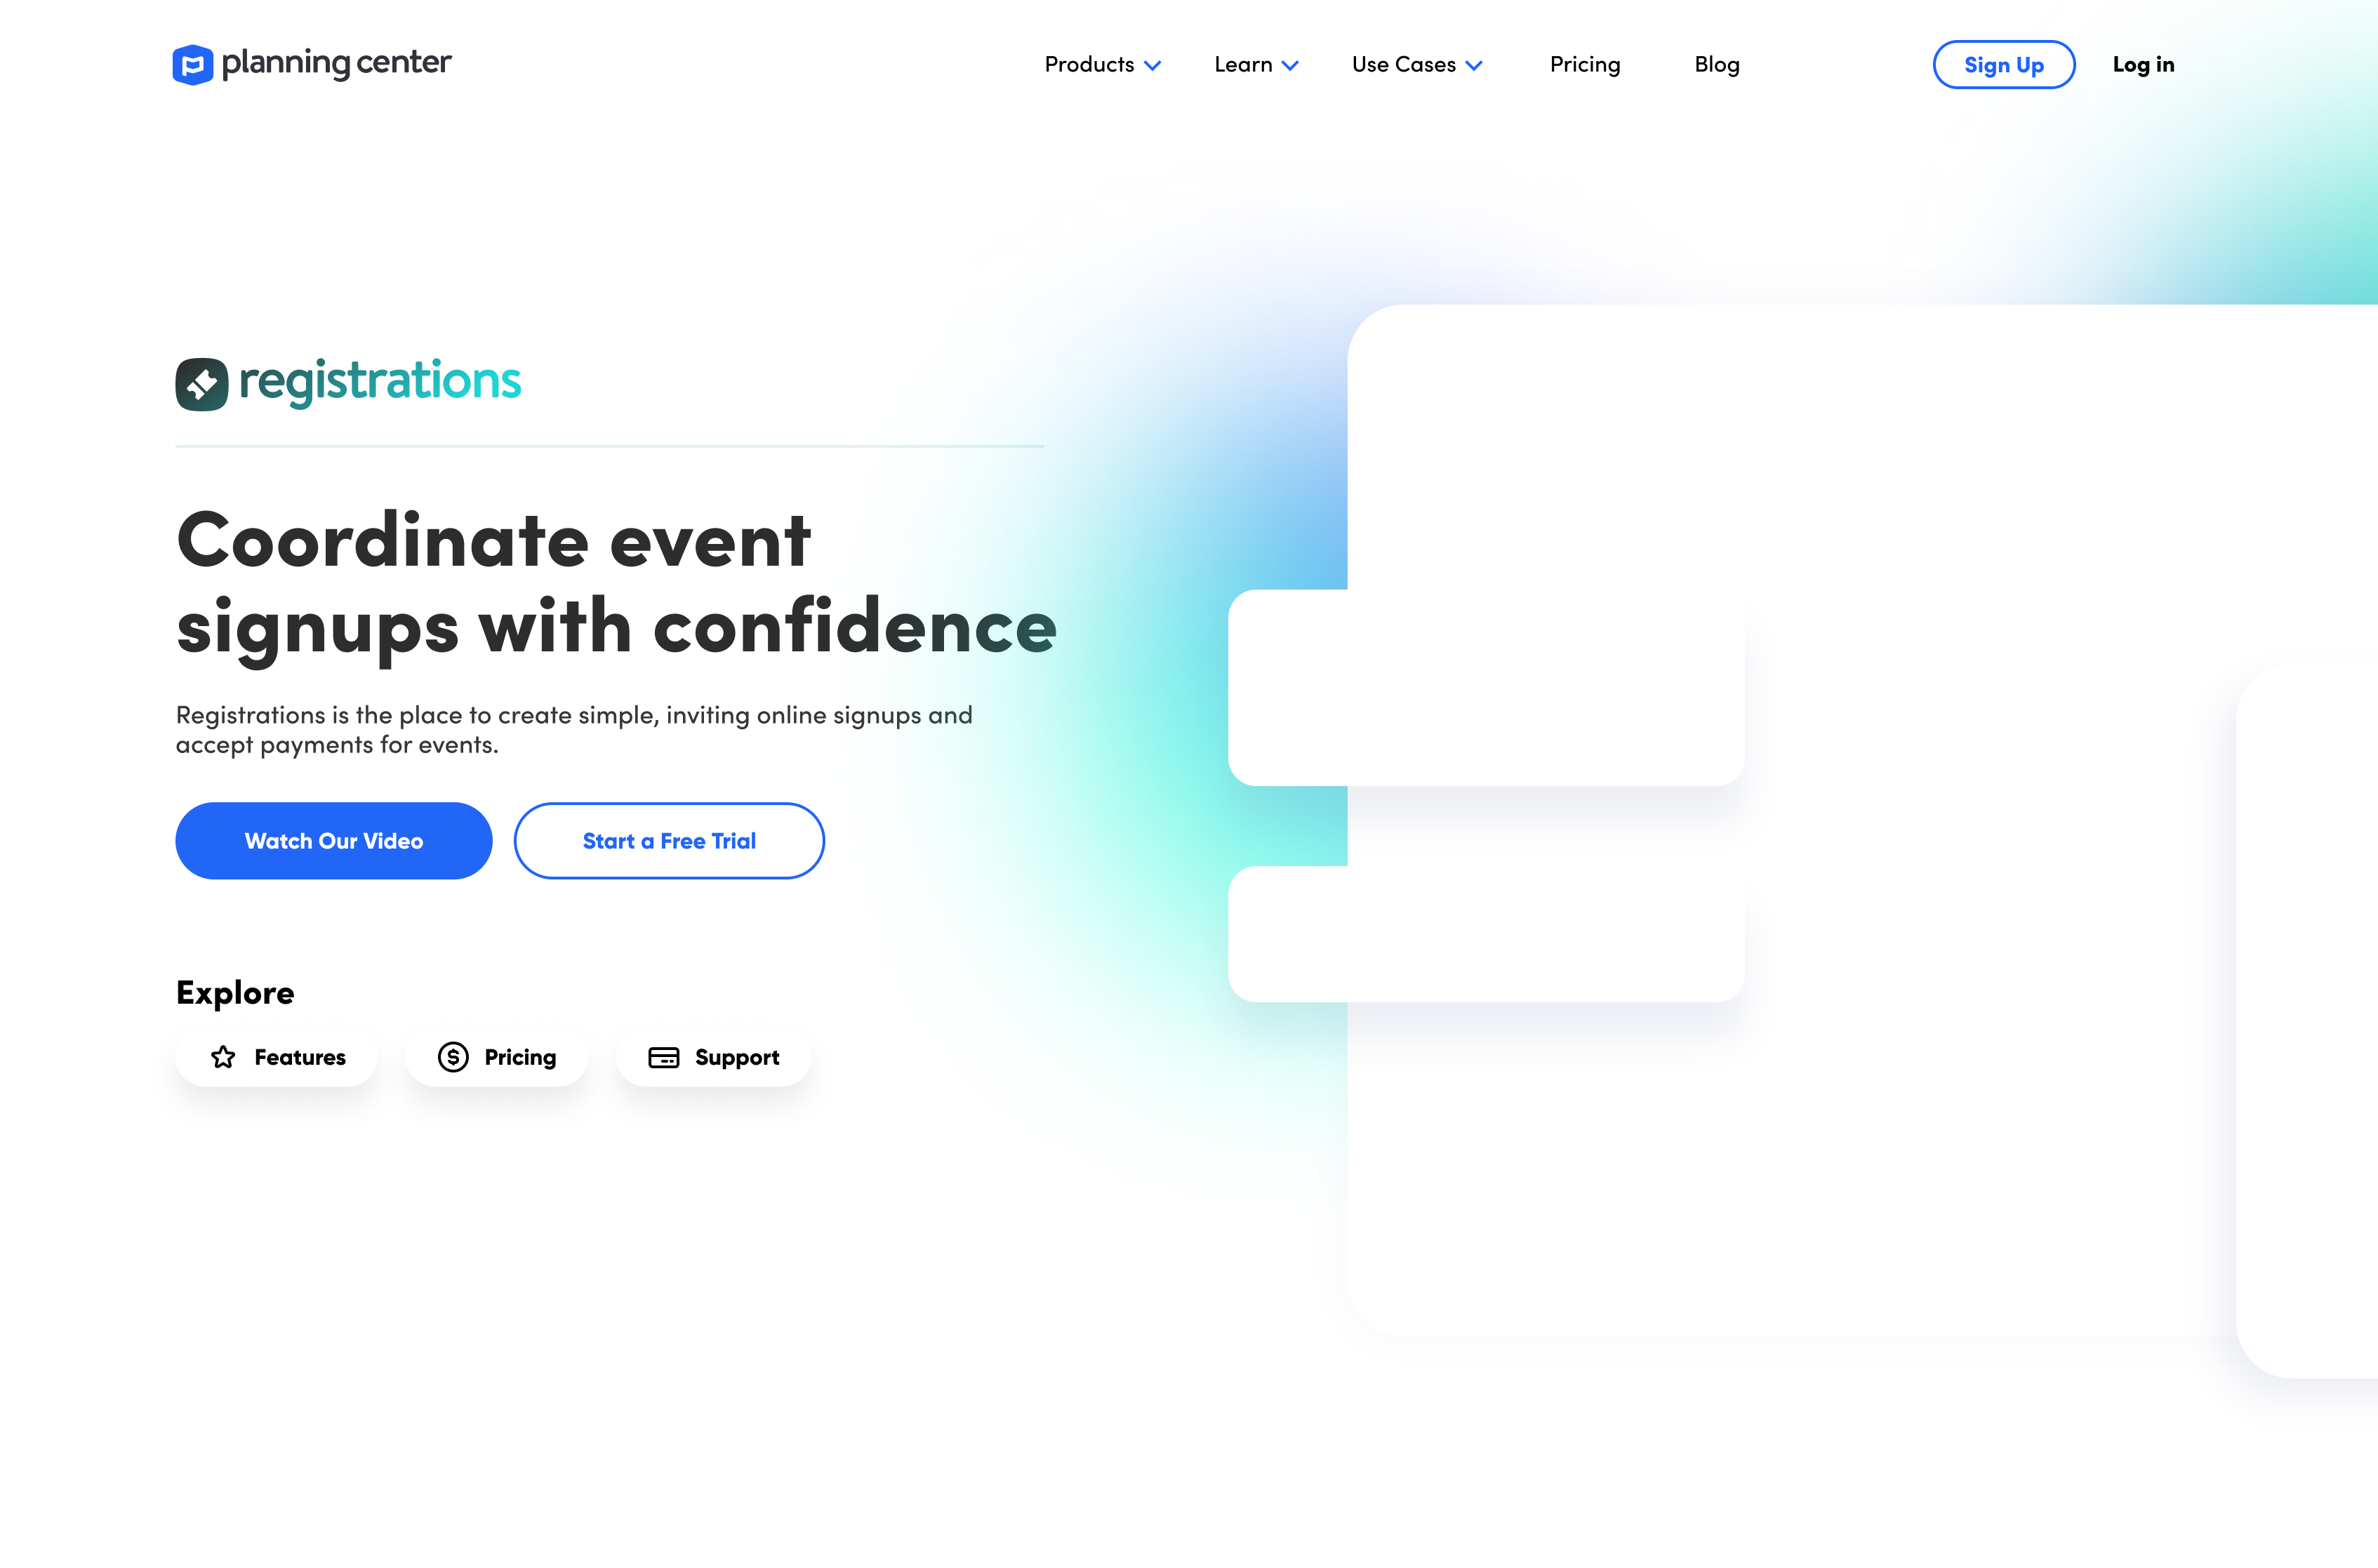 planning center
Products
Learn
Use Cases
Pricing
Blog
Sign Up
Log in
registrations
Coordinate event
signups with confidence
Registrations is the place to create simple, inviting online signups and
accept payments for events.
Watch Our Video
Start a Free Trial
Explore
Features
Pricing
Support